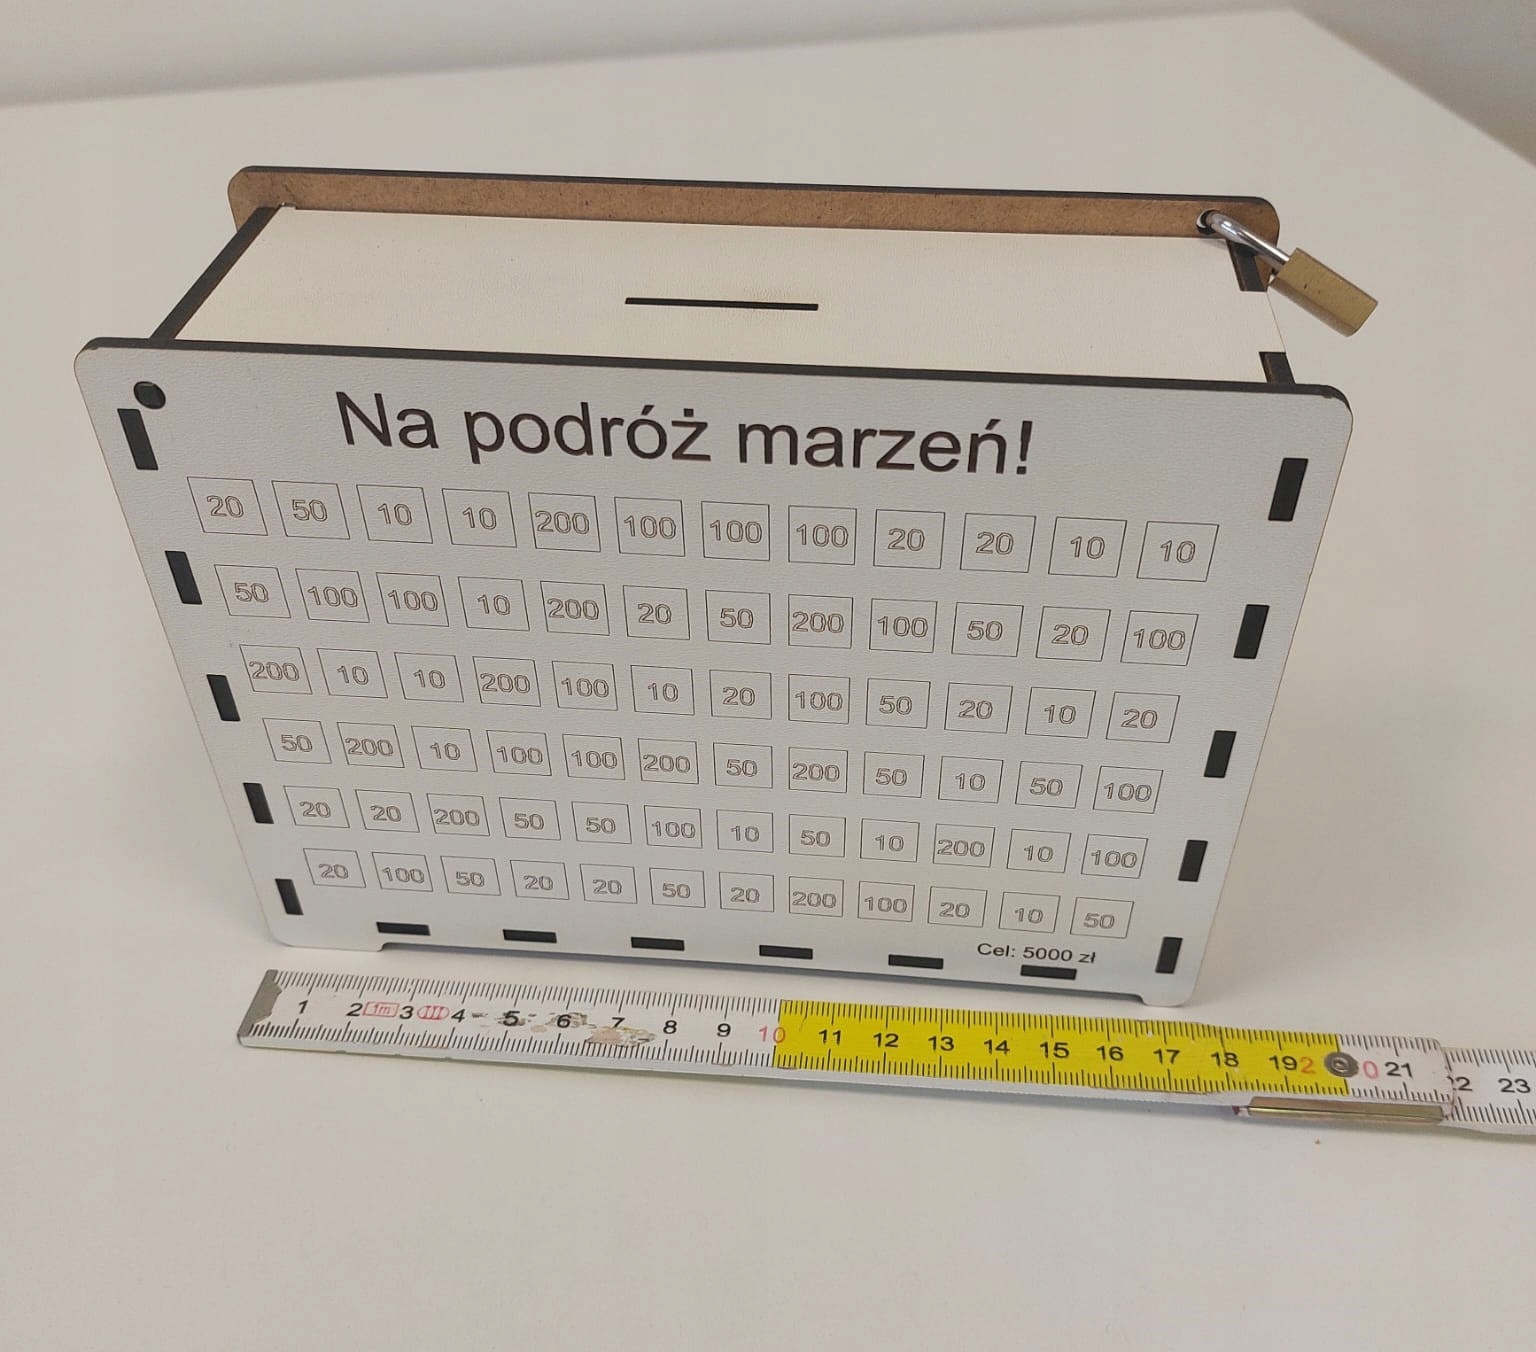 Na podróż marzeń!
20 50 10 10 200 100 100 100 20 20 10 10
50 100 100 10 200 20 50 200 100 50 20 100
200 10 10 200 100 10 20 100 50 20 10 20
50 200 10 100 100 200 50 200 50 10 50 100
20 20 200 50 50 100 10 50 10 200 10 100
20 100 50 20 20 50 20 200 100 20 10 50
Cel: 5000 zł
1 2 1m 3 III 4 5 6 7 8 9 10 11 12 13 14 15 16 17 18 19 21 23